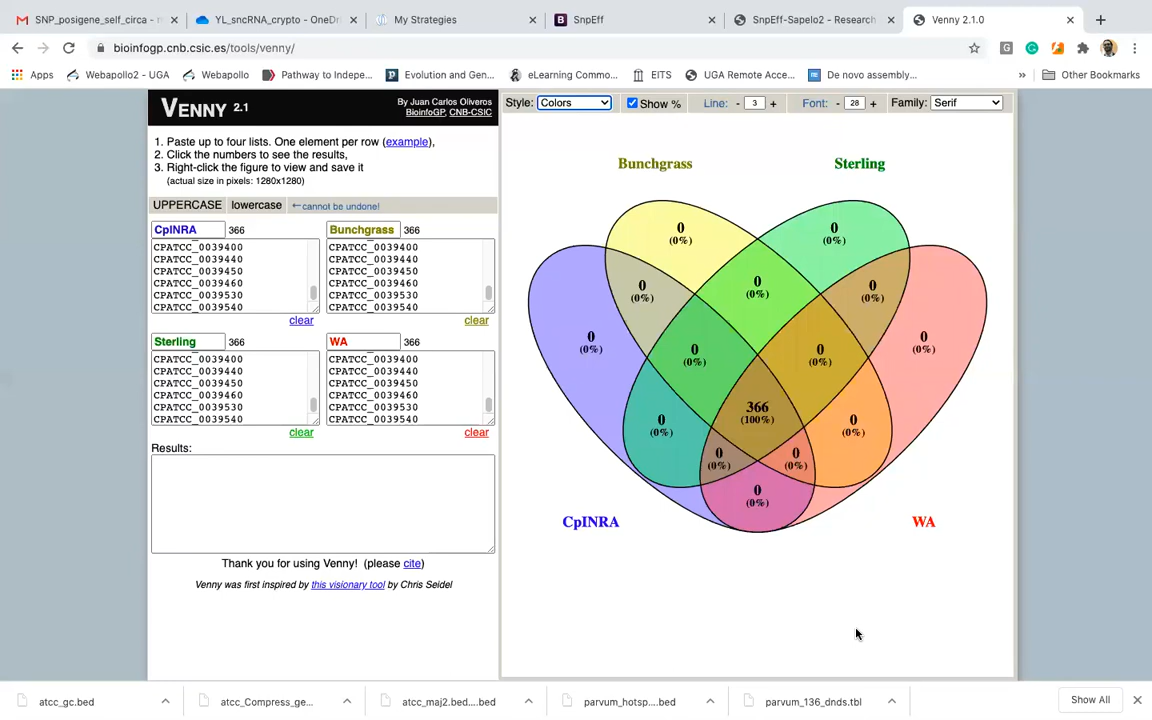 SNP_posigene_self_circa -
YL_sncRNA_crypto - OneDri
My Strategies
SnpEff
SnpEff-Sapelo2 - Research
Venny 2.1.0
bioinfogp.cnb.csic.es/tools/venny/
Apps
Webapollo2 - UGA
Webapollo
Pathway to Indepe...
Evolution and Gen...
eLearning Commo...
EITS
UGA Remote Acce...
De novo assembly...
»
Other Bookmarks
VENNY 2.1
By Juan Carlos Oliveros
BioinfoGP, CNB-CSIC
1. Paste up to four lists. One element per row (example),
2. Click the numbers to see the results,
3. Right-click the figure to view and save it
(actual size in pixels: 1280x1280)
UPPERCASE lowercase ←cannot be undone!
CpINRA 366
CPATCC_0039400
CPATCC_0039440
CPATCC_0039450
CPATCC_0039460
CPATCC_0039530
CPATCC_0039540
clear
Bunchgrass 366
CPATCC_0039400
CPATCC_0039440
CPATCC_0039450
CPATCC_0039460
CPATCC_0039530
CPATCC_0039540
clear
Sterling 366
CPATCC_0039400
CPATCC_0039440
CPATCC_0039450
CPATCC_0039460
CPATCC_0039530
CPATCC_0039540
clear
WA 366
CPATCC_0039400
CPATCC_0039440
CPATCC_0039450
CPATCC_0039460
CPATCC_0039530
CPATCC_0039540
clear
Results:
Thank you for using Venny! (please cite)
Venny was first inspired by this visionary tool by Chris Seidel
Style: Colors Show % Line: - 3 + Font: - 28 + Family: Serif
Bunchgrass
Sterling
0
(0%)
0
(0%)
0
(0%)
0
(0%)
0
(0%)
0
(0%)
0
(0%)
0
(0%)
0
(0%)
366
(100%)
0
(0%)
0
(0%)
0
(0%)
0
(0%)
0
(0%)
CpINRA
WA
atcc_gc.bed
atcc_Compress_ge...
atcc_maj2.bed....bed
parvum_hotsp....bed
parvum_136_dnds.tbl
Show All